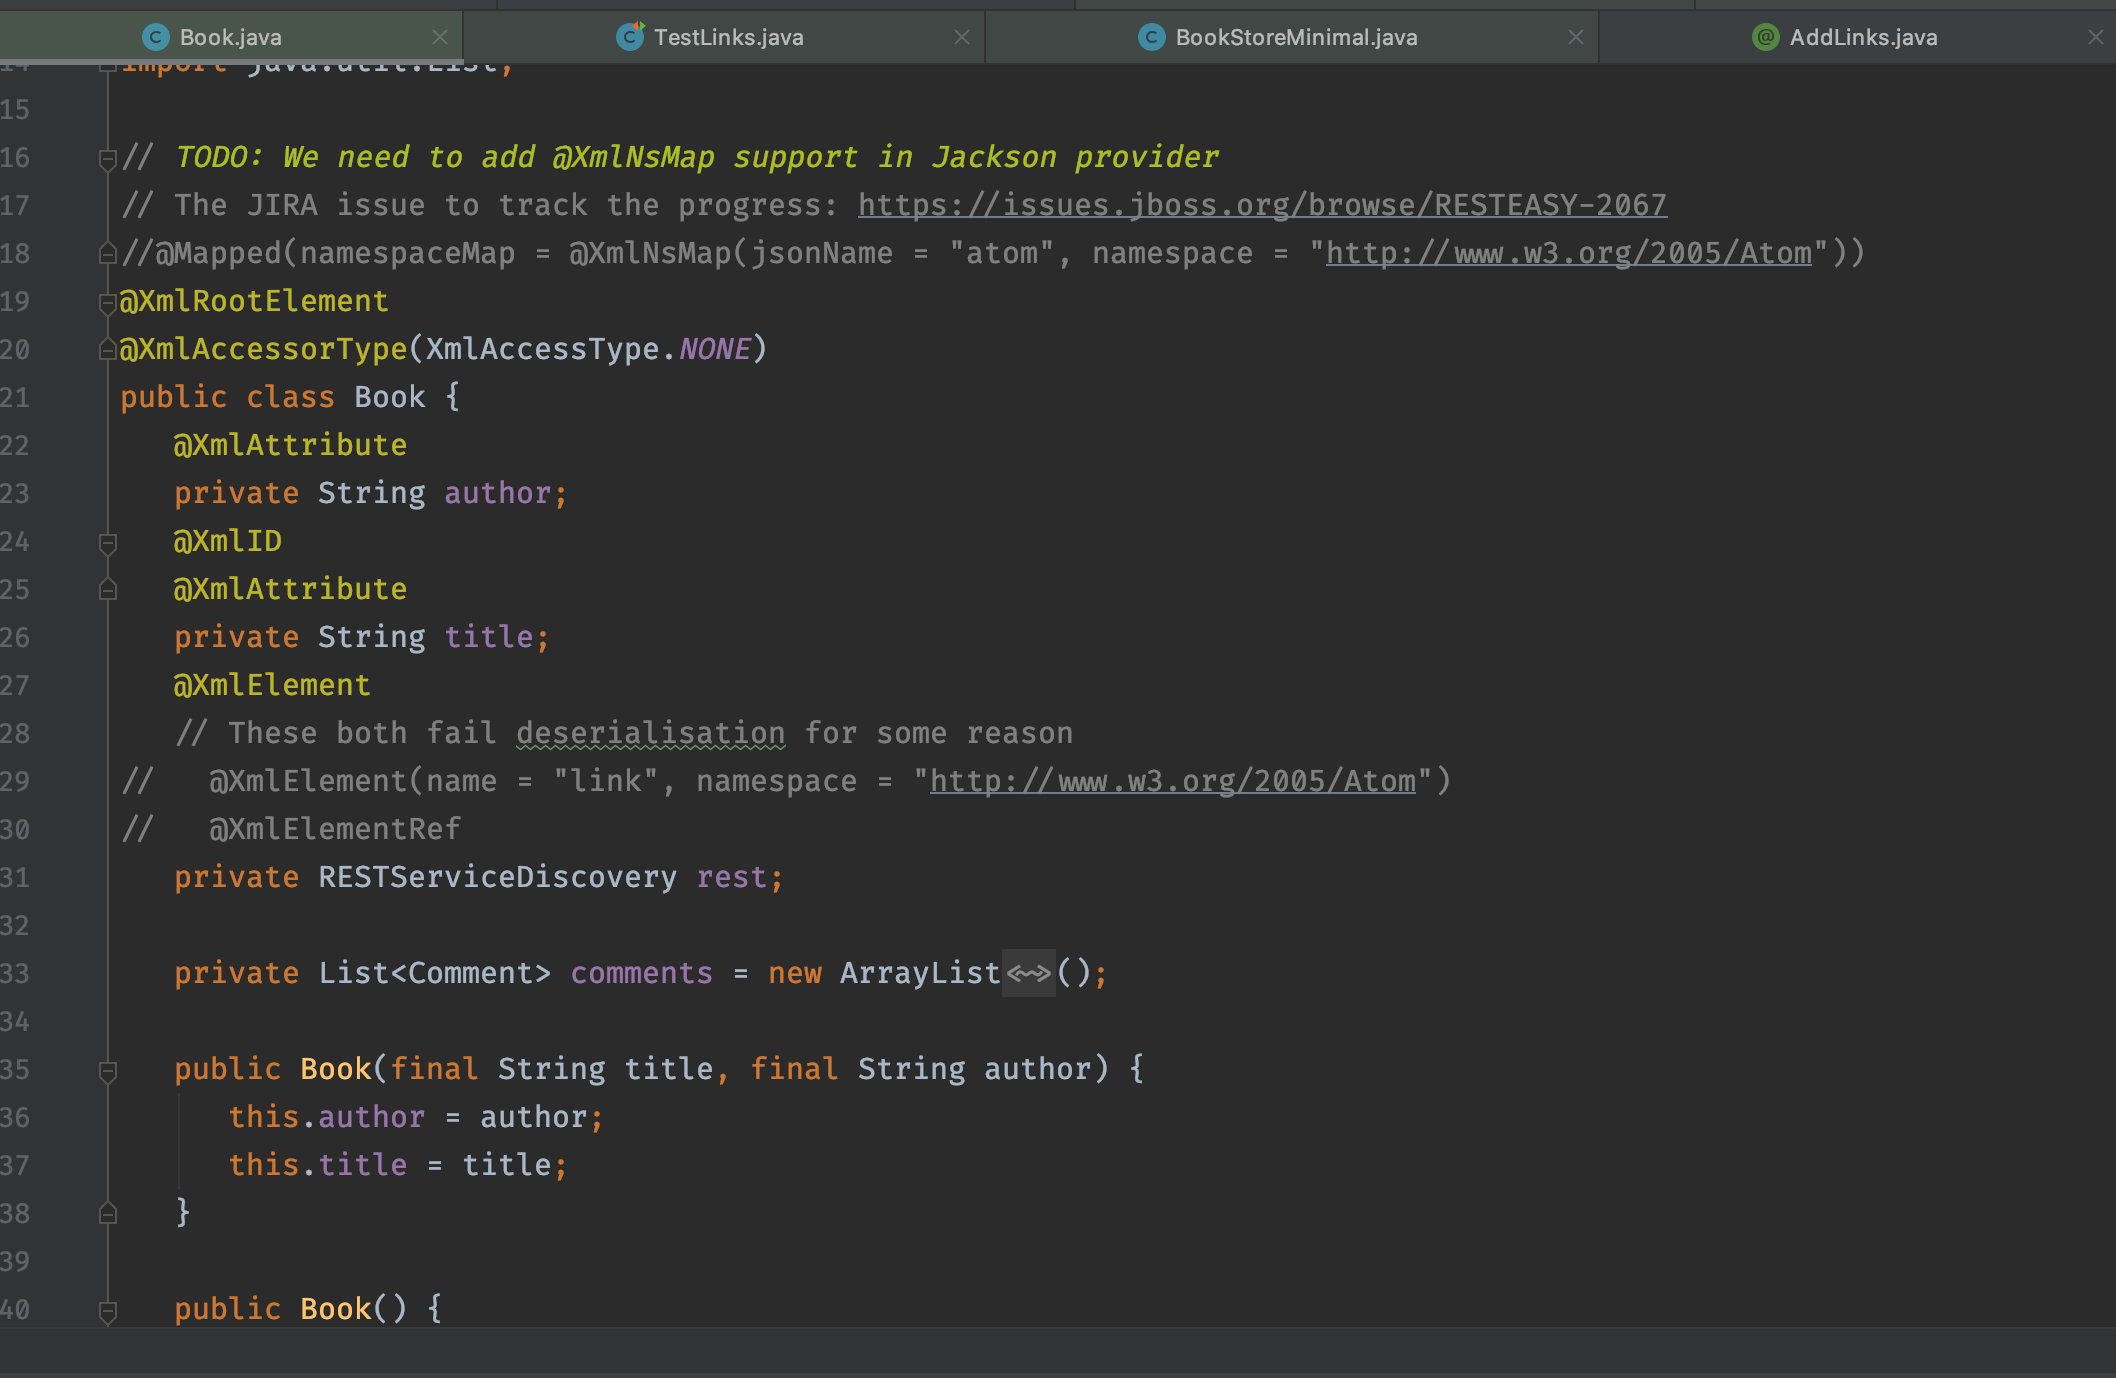 Book.java
TestLinks.java
BookStoreMinimal.java
AddLinks.java
14 import java.util.List;
15
16 // TODO: We need to add @XmlNsMap support in Jackson provider
17 // The JIRA issue to track the progress: https://issues.jboss.org/browse/RESTEASY-2067
18 //@Mapped(namespaceMap = @XmlNsMap(jsonName = "atom", namespace = "http://www.w3.org/2005/Atom"))
19 @XmlRootElement
20 @XmlAccessorType(XmlAccessType.NONE)
21 public class Book {
22 @XmlAttribute
23 private String author;
24 @XmlID
25 @XmlAttribute
26 private String title;
27 @XmlElement
28 // These both fail deserialisation for some reason
29 // @XmlElement(name = "link", namespace = "http://www.w3.org/2005/Atom")
30 // @XmlElementRef
31 private RESTServiceDiscovery rest;
32
33 private List<Comment> comments = new ArrayList<~>();
34
35 public Book(final String title, final String author) {
36 this.author = author;
37 this.title = title;
38 }
39
40 public Book() {